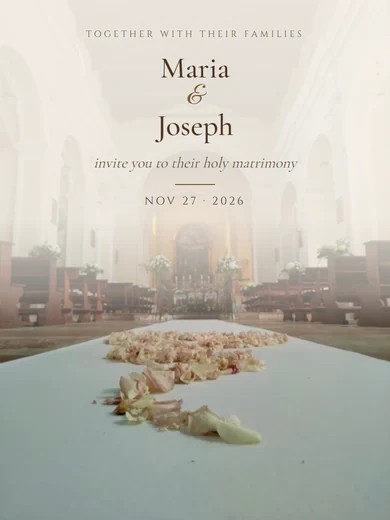 TOGETHER WITH THEIR FAMILIES
Maria
&
Joseph
invite you to their holy matrimony
NOV 27 · 2026